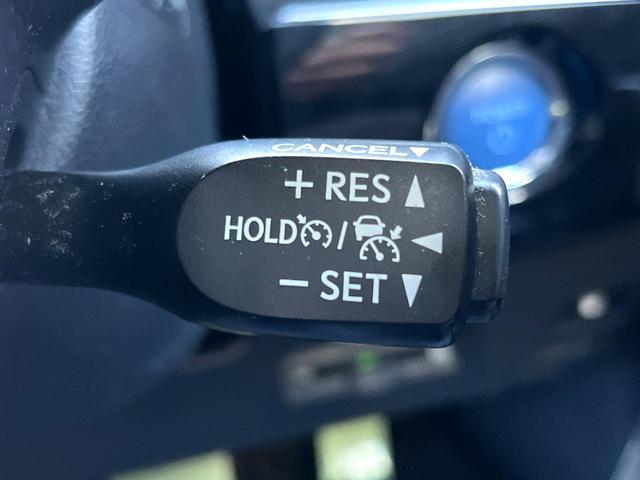 CANCEL▼
+ RES ▲
HOLD / ◀
− SET ▼